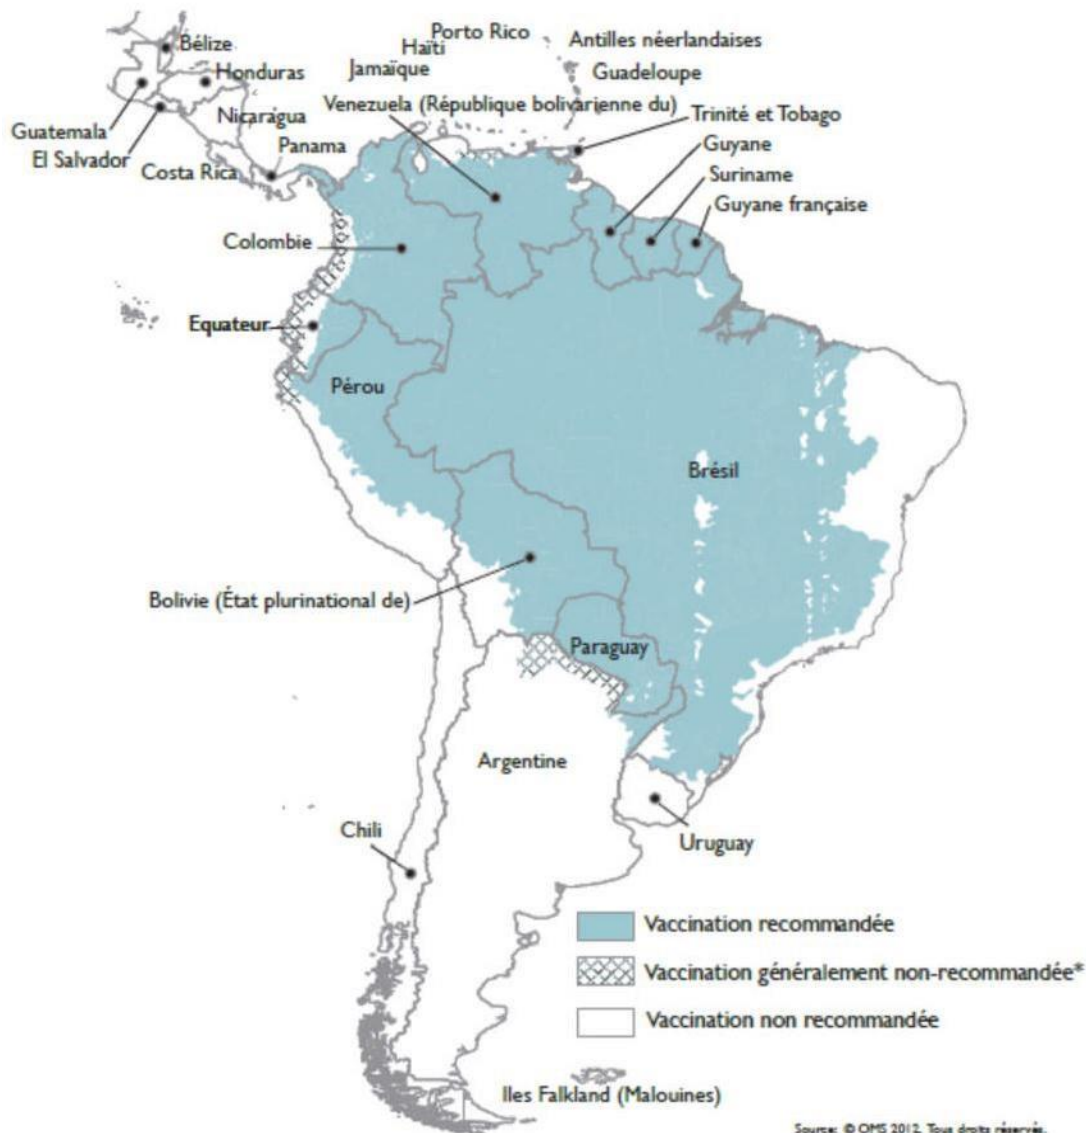 Bélize
Porto Rico
Haïti
Antilles néerlandaises
Jamaïque
Guadeloupe
Honduras
Venezuela (République bolivarienne du)
Nicarágua
Trinité et Tobago
Guatemala
Panama
Guyane
El Salvador
Costa Rica
Suriname
Guyane française
Colombie
Equateur
Pérou
Brésil
Bolivie (État plurinational de)
Paraguay
Argentine
Chili
Uruguay
Vaccination recommandée
Vaccination généralement non-recommandée*
Vaccination non recommandée
Iles Falkland (Malouines)
Source: © OMS 2012. Tous droits réservés.